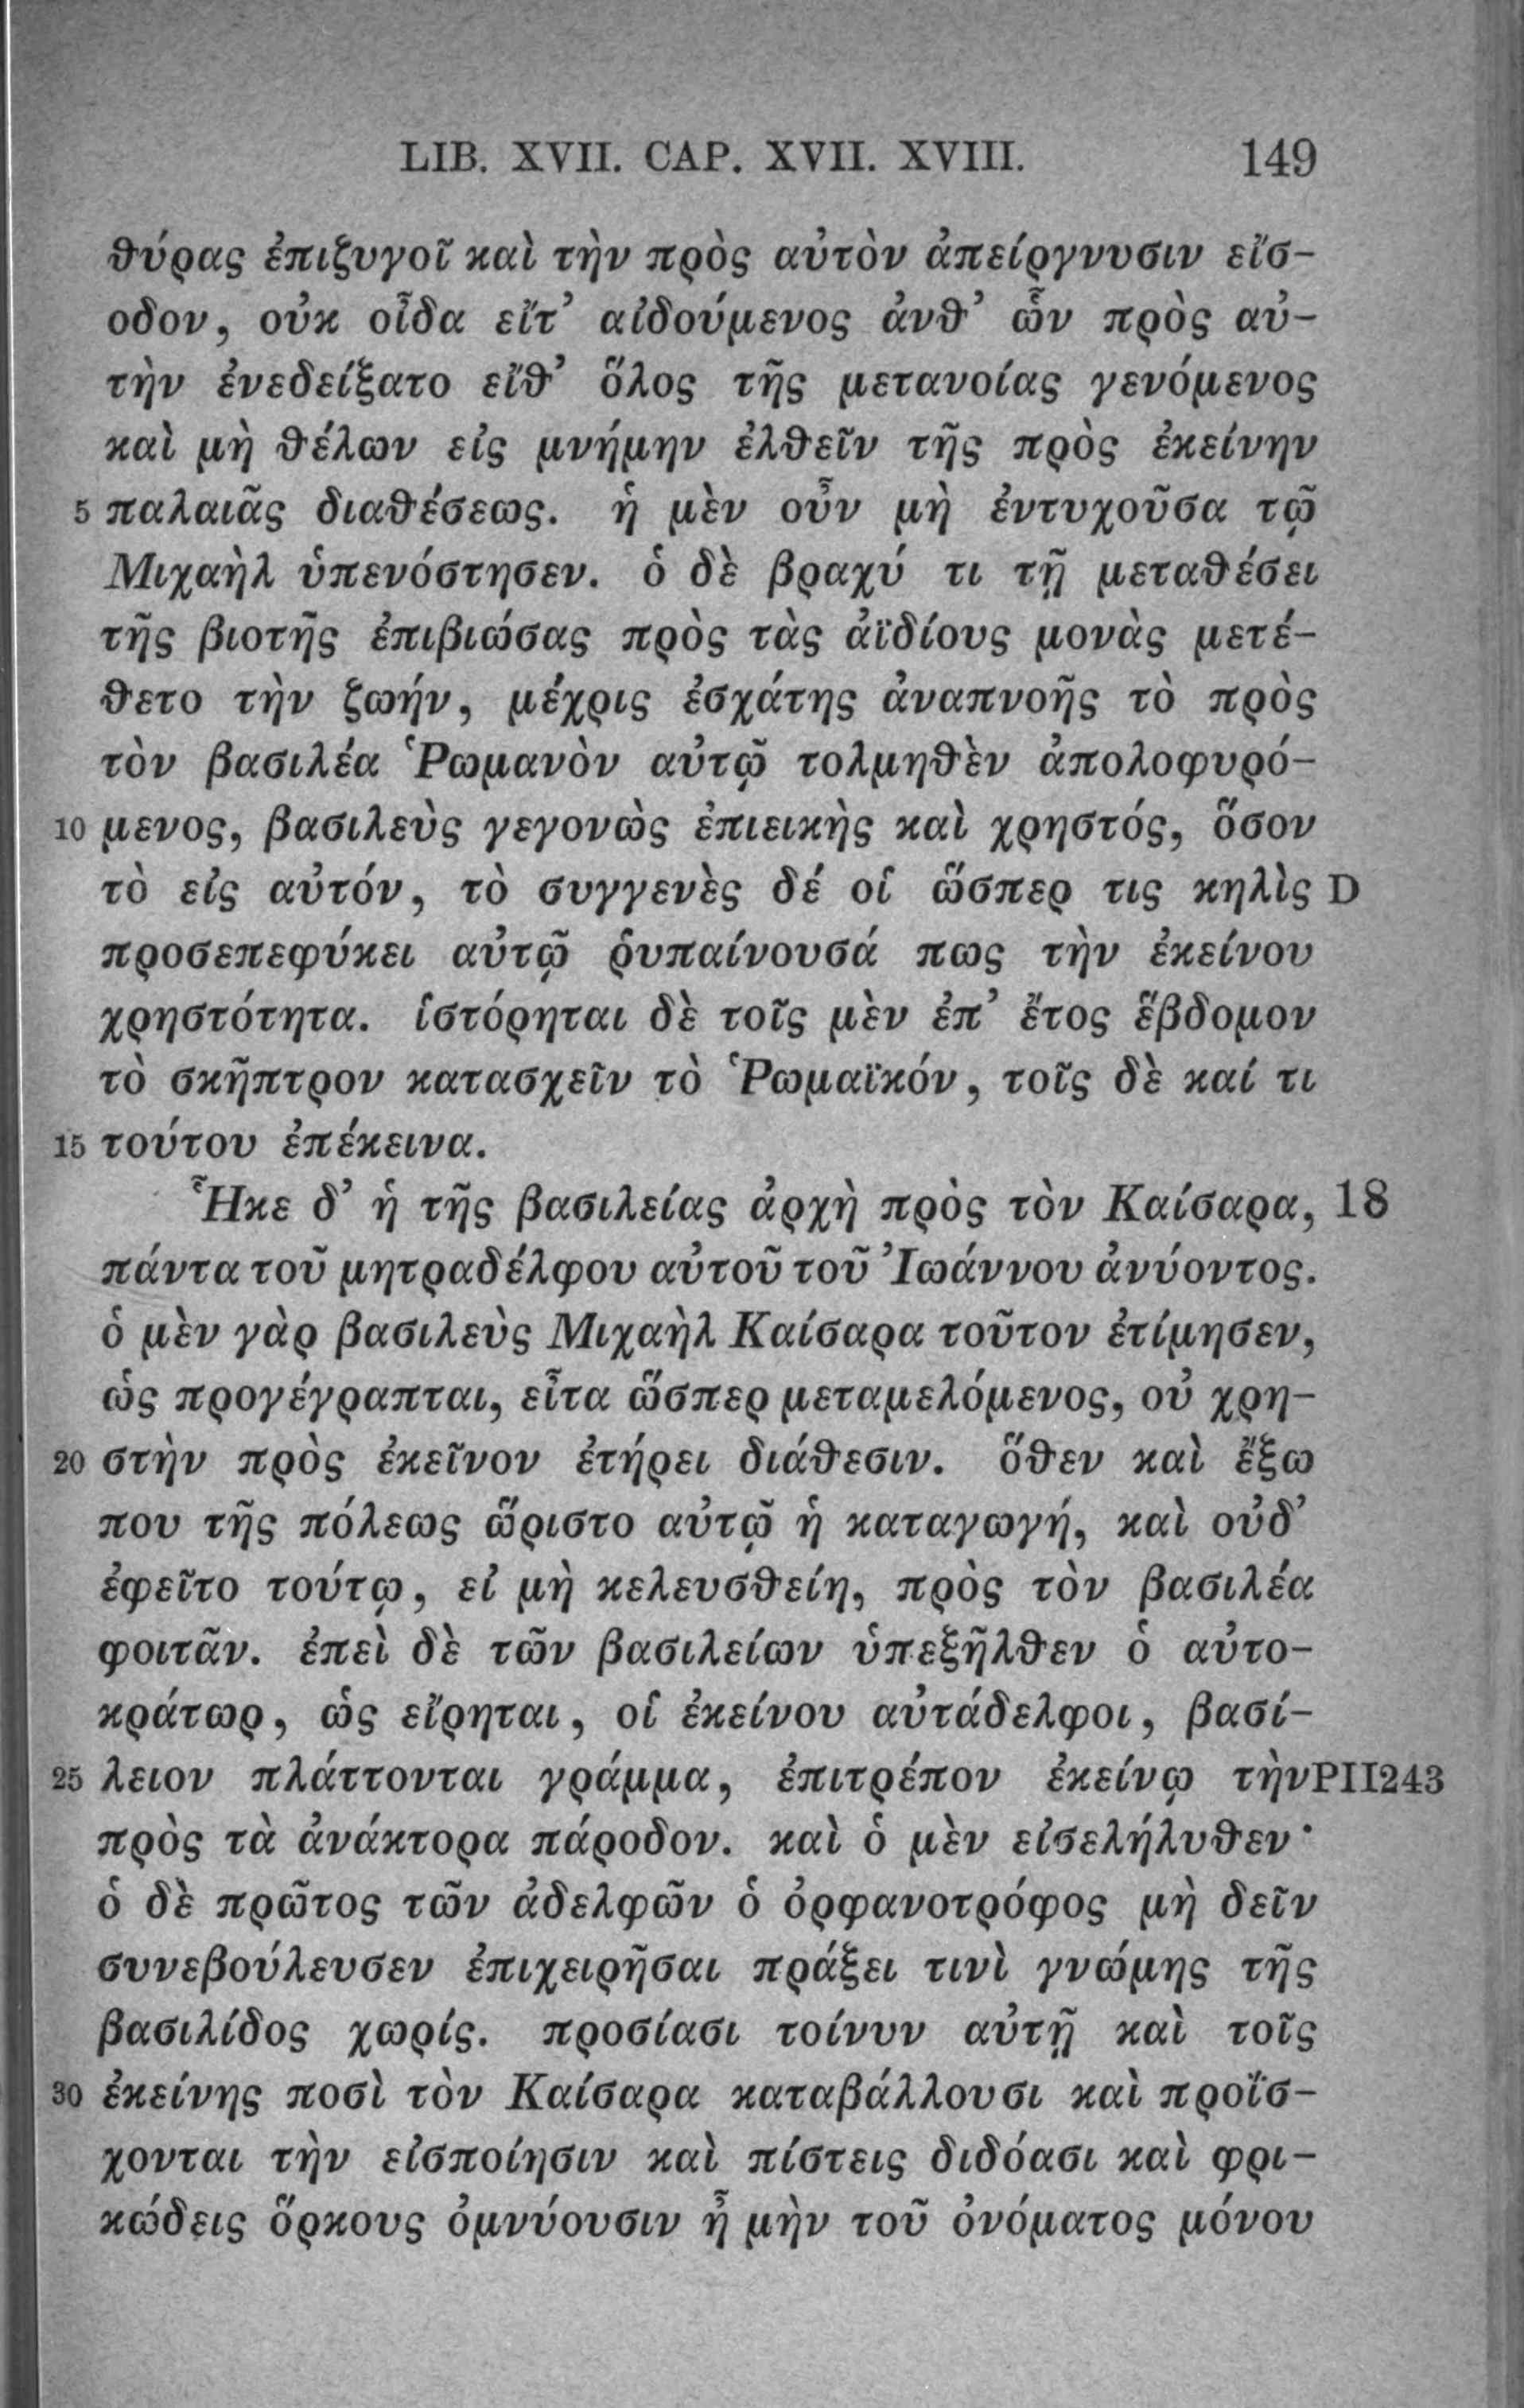 LIB. XVII. CAP. XVII. XVIII. 149
θύρας ἐπιζυγοῖ καὶ τὴν πρὸς αὐτὸν ἀπείργνυσιν εἴσ-
οδον, οὐκ οἶδα εἴτ’ αἰδούμενος ἀνθ’ ὧν πρὸς αὐ-
τὴν ἐνεδείξατο εἴθ’ ὅλος τῆς μετανοίας γενόμενος
καὶ μὴ θέλων εἰς μνήμην ἐλθεῖν τῆς πρὸς ἐκείνην
5 παλαιᾶς διαθέσεως. ἡ μὲν οὖν μὴ ἐντυχοῦσα τῷ
Μιχαὴλ ὑπενόστησεν. ὁ δὲ βραχύ τι τῇ μεταθέσει
τῆς βιοτῆς ἐπιβιώσας πρὸς τὰς ἀϊδίους μονὰς μετέ-
θετο τὴν ζωήν, μέχρις ἐσχάτης ἀναπνοῆς τὸ πρὸς
τὸν βασιλέα Ῥωμανὸν αὐτῷ τολμηθὲν ἀπολοφυρό-
10 μενος, βασιλεὺς γεγονὼς ἐπιεικὴς καὶ χρηστός, ὅσον
τὸ εἰς αὐτόν, τὸ συγγενὲς δέ οἱ ὥσπερ τις κηλὶς D
προσεπεφύκει αὐτῷ ῥυπαίνουσά πως τὴν ἐκείνου
χρηστότητα. ἱστόρηται δὲ τοῖς μὲν ἐπ’ ἔτος ἕβδομον
τὸ σκῆπτρον κατασχεῖν τὸ Ῥωμαϊκόν, τοῖς δὲ καί τι
15 τούτου ἐπέκεινα.
Ἧκε δ’ ἡ τῆς βασιλείας ἀρχὴ πρὸς τὸν Καίσαρα, 18
πάντα τοῦ μητραδέλφου αὐτοῦ τοῦ Ἰωάννου ἀνύοντος.
ὁ μὲν γὰρ βασιλεὺς Μιχαὴλ Καίσαρα τοῦτον ἐτίμησεν,
ὡς προγέγραπται, εἶτα ὥσπερ μεταμελόμενος, οὐ χρη-
20 στὴν πρὸς ἐκεῖνον ἐτήρει διάθεσιν. ὅθεν καὶ ἔξω
που τῆς πόλεως ὥριστο αὐτῷ ἡ καταγωγή, καὶ οὐδ’
ἐφεῖτο τούτῳ, εἰ μὴ κελευσθείη, πρὸς τὸν βασιλέα
φοιτᾶν. ἐπεὶ δὲ τῶν βασιλείων ὑπεξῆλθεν ὁ αὐτο-
κράτωρ, ὡς εἴρηται, οἱ ἐκείνου αὐτάδελφοι, βασί-
25 λειον πλάττονται γράμμα, ἐπιτρέπον ἐκείνῳ τὴν PII243
πρὸς τὰ ἀνάκτορα πάροδον. καὶ ὁ μὲν εἰσελήλυθεν·
ὁ δὲ πρῶτος τῶν ἀδελφῶν ὁ ὀρφανοτρόφος μὴ δεῖν
συνεβούλευσεν ἐπιχειρῆσαι πράξει τινὶ γνώμης τῆς
βασιλίδος χωρίς. προσίασι τοίνυν αὐτῇ καὶ τοῖς
30 ἐκείνης ποσὶ τὸν Καίσαρα καταβάλλουσι καὶ προΐσ-
χονται τὴν εἰσποίησιν καὶ πίστεις διδόασι καὶ φρι-
κώδεις ὅρκους ὀμνύουσιν ἦ μὴν τοῦ ὀνόματος μόνου